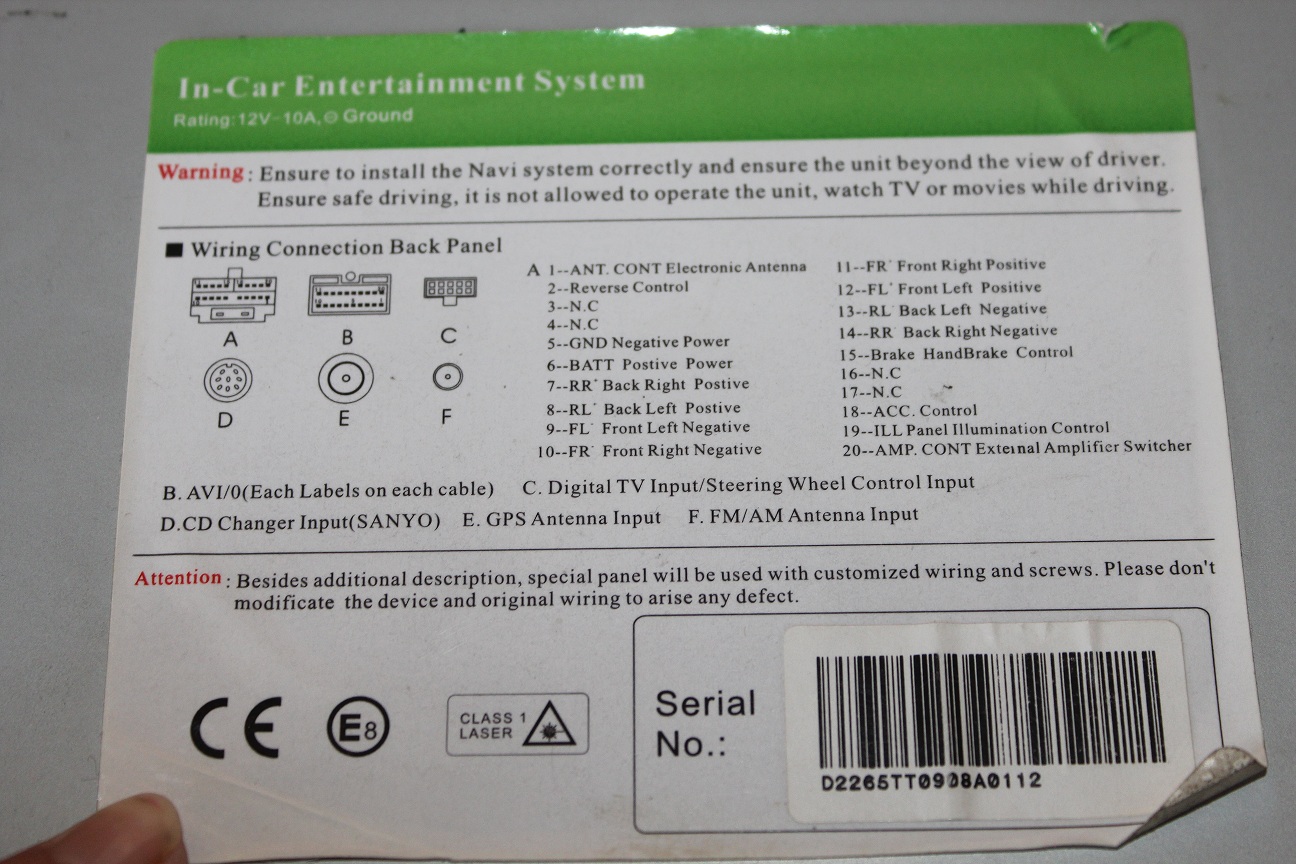 In-Car Entertainment System
Rating:12V⎓10A,⊖ Ground
Warning: Ensure to install the Navi system correctly and ensure the unit beyond the view of driver.
Ensure safe driving, it is not allowed to operate the unit, watch TV or movies while driving.
■ Wiring Connection Back Panel
A B C
D E F
A 1--ANT. CONT Electronic Antenna
2--Reverse Control
3--N.C
4--N.C
5--GND Negative Power
6--BATT Postive Power
7--RR⁺ Back Right Postive
8--RL⁺ Back Left Postive
9--FL⁻ Front Left Negative
10--FR⁻ Front Right Negative
11--FR⁺ Front Right Positive
12--FL⁺ Front Left Positive
13--RL⁻ Back Left Negative
14--RR⁻ Back Right Negative
15--Brake HandBrake Control
16--N.C
17--N.C
18--ACC. Control
19--ILL Panel Illumination Control
20--AMP. CONT External Amplifier Switcher
B. AVI/0(Each Labels on each cable) C. Digital TV Input/Steering Wheel Control Input
D.CD Changer Input(SANYO) E. GPS Antenna Input F. FM/AM Antenna Input
Attention: Besides additional description, special panel will be used with customized wiring and screws. Please don't
modificate the device and original wiring to arise any defect.
CE E8 CLASS 1
LASER
Serial
No.:
D2265TT0908A0112